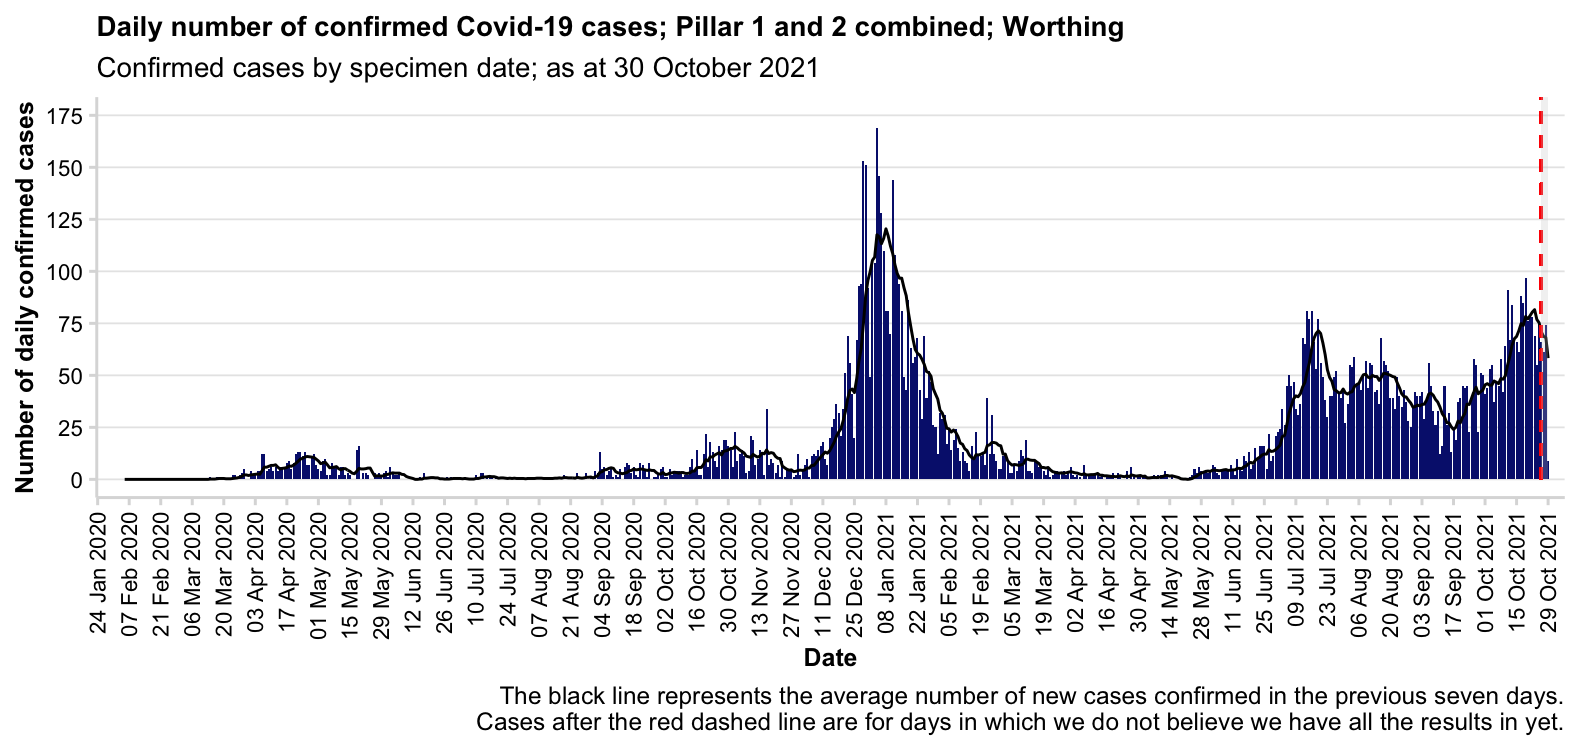 Daily number of confirmed Covid-19 cases; Pillar 1 and 2 combined; Worthing
Confirmed cases by specimen date; as at 30 October 2021
Number of daily confirmed cases
175
150
125
100
75
50
25
0
24 Jan 2020
07 Feb 2020
21 Feb 2020
06 Mar 2020
20 Mar 2020
03 Apr 2020
17 Apr 2020
01 May 2020
15 May 2020
29 May 2020
12 Jun 2020
26 Jun 2020
10 Jul 2020
24 Jul 2020
07 Aug 2020
21 Aug 2020
04 Sep 2020
18 Sep 2020
02 Oct 2020
16 Oct 2020
30 Oct 2020
13 Nov 2020
27 Nov 2020
11 Dec 2020
25 Dec 2020
08 Jan 2021
22 Jan 2021
05 Feb 2021
19 Feb 2021
05 Mar 2021
19 Mar 2021
02 Apr 2021
16 Apr 2021
30 Apr 2021
14 May 2021
28 May 2021
11 Jun 2021
25 Jun 2021
09 Jul 2021
23 Jul 2021
06 Aug 2021
20 Aug 2021
03 Sep 2021
17 Sep 2021
01 Oct 2021
15 Oct 2021
29 Oct 2021
Date
The black line represents the average number of new cases confirmed in the previous seven days.
Cases after the red dashed line are for days in which we do not believe we have all the results in yet.